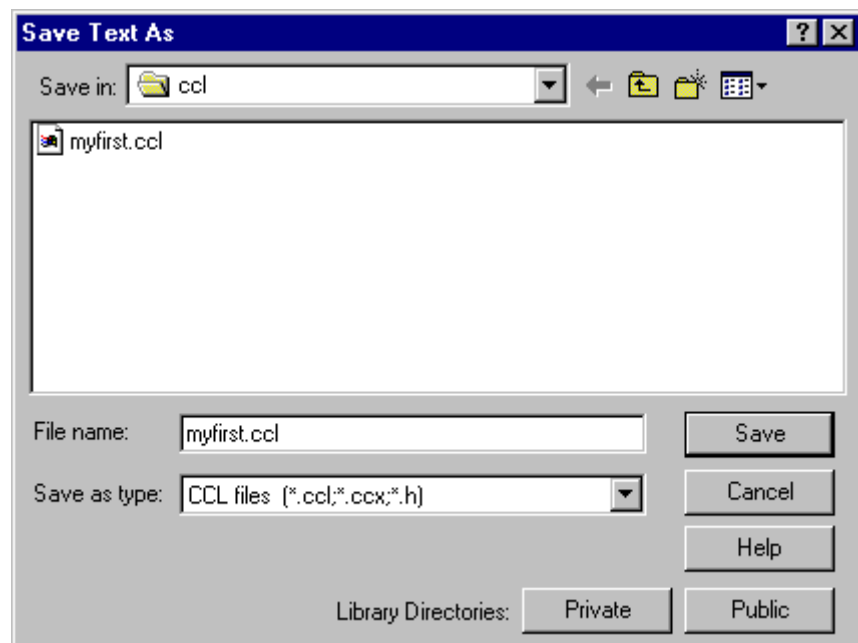 Save Text As
Save in: ccl
myfirst.ccl
File name: myfirst.ccl Save
Save as type: CCL files (*.ccl;*.ccx;*.h) Cancel
Help
Library Directories: Private Public